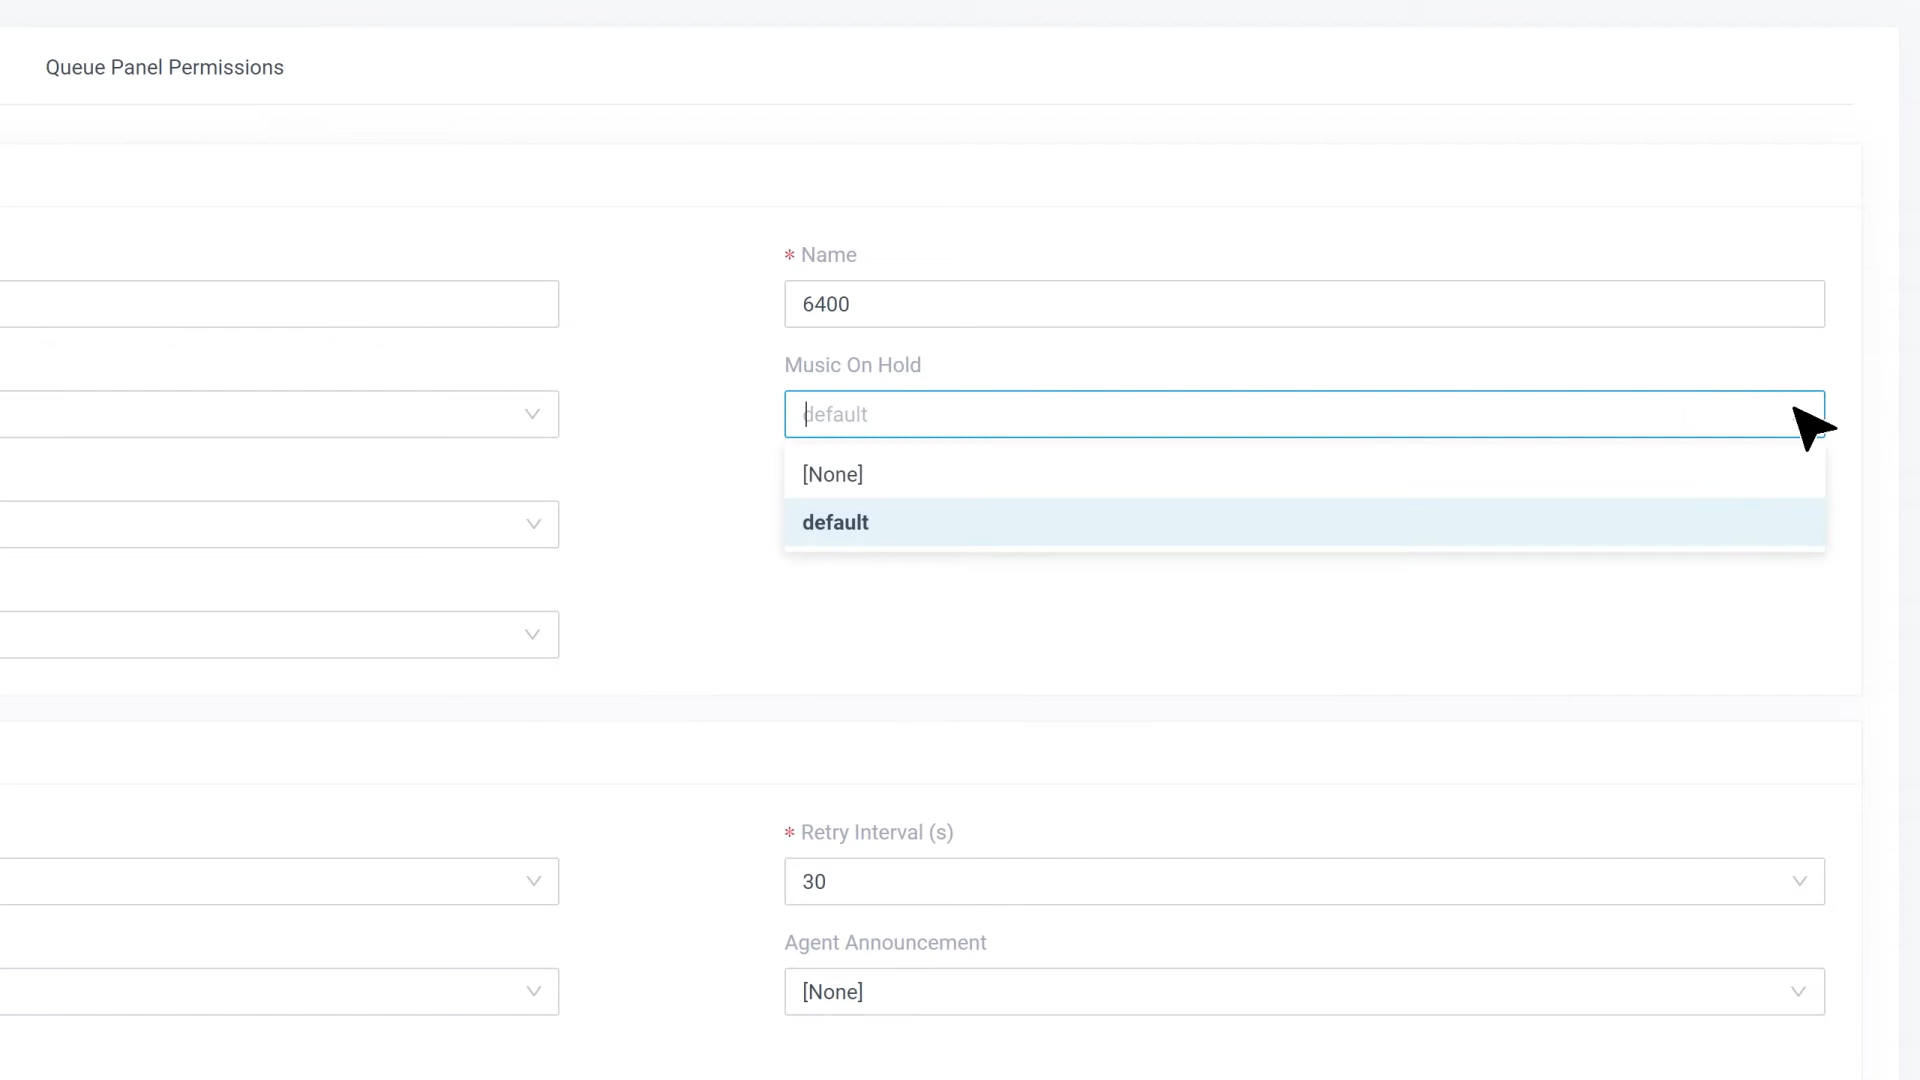 Queue Panel Permissions
* Name
6400
Music On Hold
default
[None]
default
* Retry Interval (s)
30
Agent Announcement
[None]